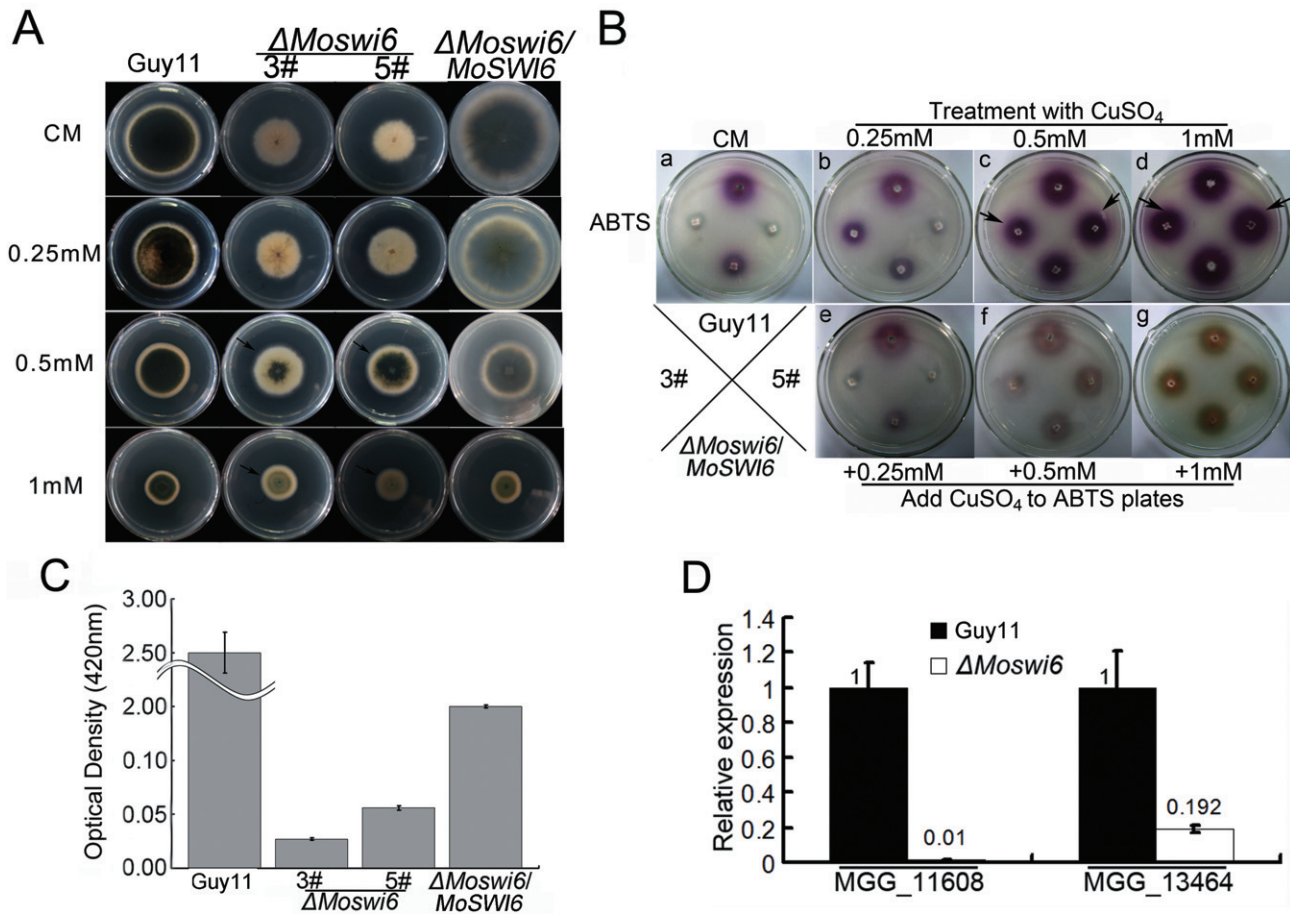 A
Guy11
ΔMoswi6
3# 5#
ΔMoswi6/
MoSWI6
CM
0.25mM
0.5mM
1mM
B
Treatment with CuSO4
CM 0.25mM 0.5mM 1mM
a b c d
ABTS
Guy11
3# 5#
ΔMoswi6/
MoSWI6
e f g
+0.25mM +0.5mM +1mM
Add CuSO4 to ABTS plates
C
Optical Density (420nm)
3.00
2.50
2.00
0.10
0.05
0.00
Guy11
3# 5#
ΔMoswi6
ΔMoswi6/
MoSWI6
D
Relative expression
1.4
1.2
1
0.8
0.6
0.4
0.2
0
Guy11
ΔMoswi6
1
0.01
1
0.192
MGG_11608
MGG_13464